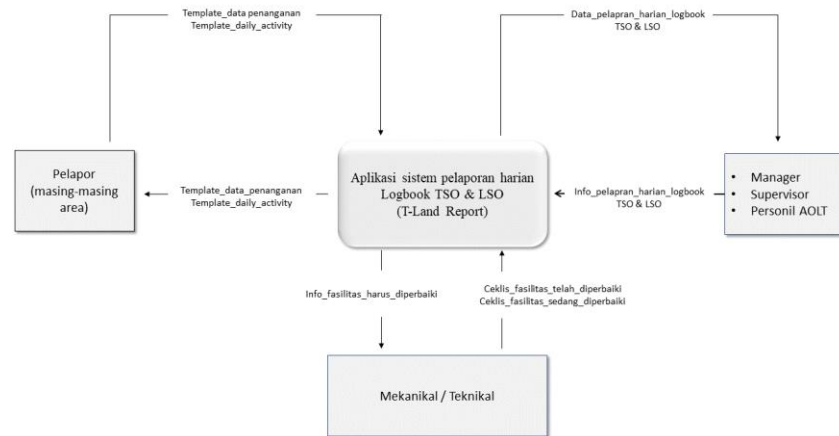 Template_data penanganan
Template_daily_activity
Data_pelapran_harian_logbook
TSO & LSO
Pelapor
(masing-masing
area)
Template_data_penanganan
Template_daily_activity
Aplikasi sistem pelaporan harian
Logbook TSO & LSO
(T-Land Report)
Info_pelapran_harian_logbook
TSO & LSO
• Manager
• Supervisor
• Personil AOLT
Info_fasilitas_harus_diperbaiki
Ceklis_fasilitas_telah_diperbaiki
Ceklis_fasilitas_sedang_diperbaiki
Mekanikal / Teknikal